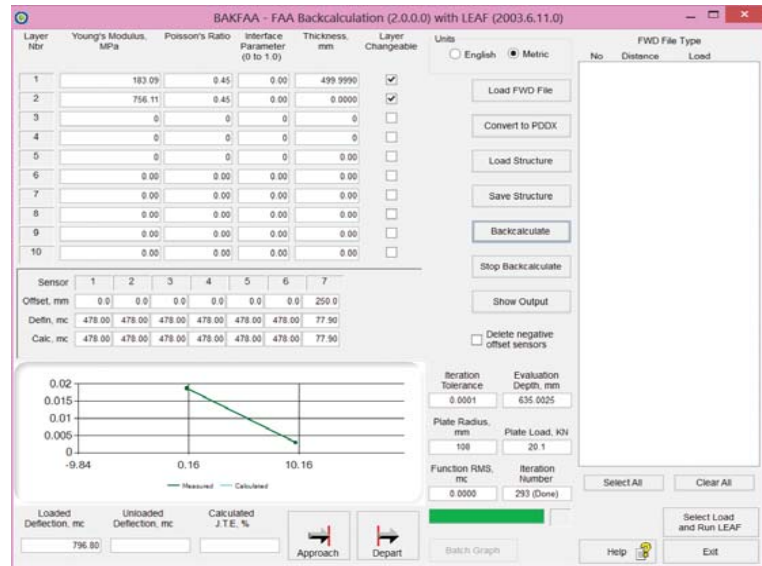 BAKFAA - FAA Backcalculation (2.0.0.0) with LEAF (2003.6.11.0)
Layer Nbr Young's Modulus, MPa Poisson's Ratio Interface Parameter (0 to 1.0) Thickness, mm Layer Changeable
1 183.09 0.45 0.00 499.9990
2 756.11 0.45 0.00 0.0000
3 0 0 0 0
4 0 0 0 0
5 0 0 0 0.00
6 0.00 0.00 0.00 0.00
7 0.00 0.00 0.00 0.00
8 0.00 0.00 0.00 0.00
9 0.00 0.00 0.00 0.00
10 0.00 0.00 0.00 0.00
Sensor 1 2 3 4 5 6 7
Offset, mm 0.0 0.0 0.0 0.0 0.0 0.0 250.0
Defln, mc 478.00 478.00 478.00 478.00 478.00 478.00 77.90
Calc, mc 478.00 478.00 478.00 478.00 478.00 478.00 77.90
0.02
0.015
0.01
0.005
0
-9.84 0.16 10.16
Measured Calculated
Loaded Deflection, mc Unloaded Deflection, mc Calculated J.T.E, %
796.80
Approach Depart
Units
English Metric
Load FWD File
Convert to PDDX
Load Structure
Save Structure
Backcalculate
Stop Backcalculate
Show Output
Delete negative offset sensors
Iteration Tolerance Evaluation Depth, mm
0.0001 635.0025
Plate Radius, mm Plate Load, KN
108 20.1
Function RMS, mc Iteration Number
0.0000 293 (Done)
Batch Graph
FWD File Type
No Distance Load
Select All Clear All
Select Load and Run LEAF
Help Exit